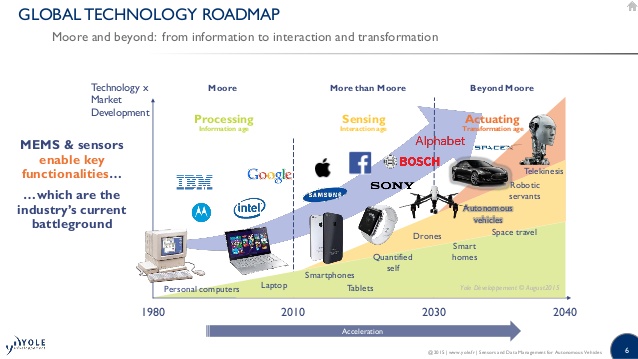 GLOBAL TECHNOLOGY ROADMAP
Moore and beyond: from information to interaction and transformation
Technology x
Market
Development
Moore
More than Moore
Beyond Moore
Processing
Information age
Sensing
Interaction age
Actuating
Transformation age
MEMS & sensors
enable key
functionalities…
…which are the
industry's current
battleground
IBM
Google
intel
SAMSUNG
SONY
Alphabet
BOSCH
SPACEX
Telekinesis
Robotic
servants
Autonomous
vehicles
Space travel
Smart
homes
Drones
Quantified
self
Smartphones
Tablets
Laptop
Personal computers
Yole Développement © August 2015
1980
2010
2030
2040
Acceleration
YOLE
Développement
©2015 | www.yole.fr | Sensors and Data Management for Autonomous Vehicles
6